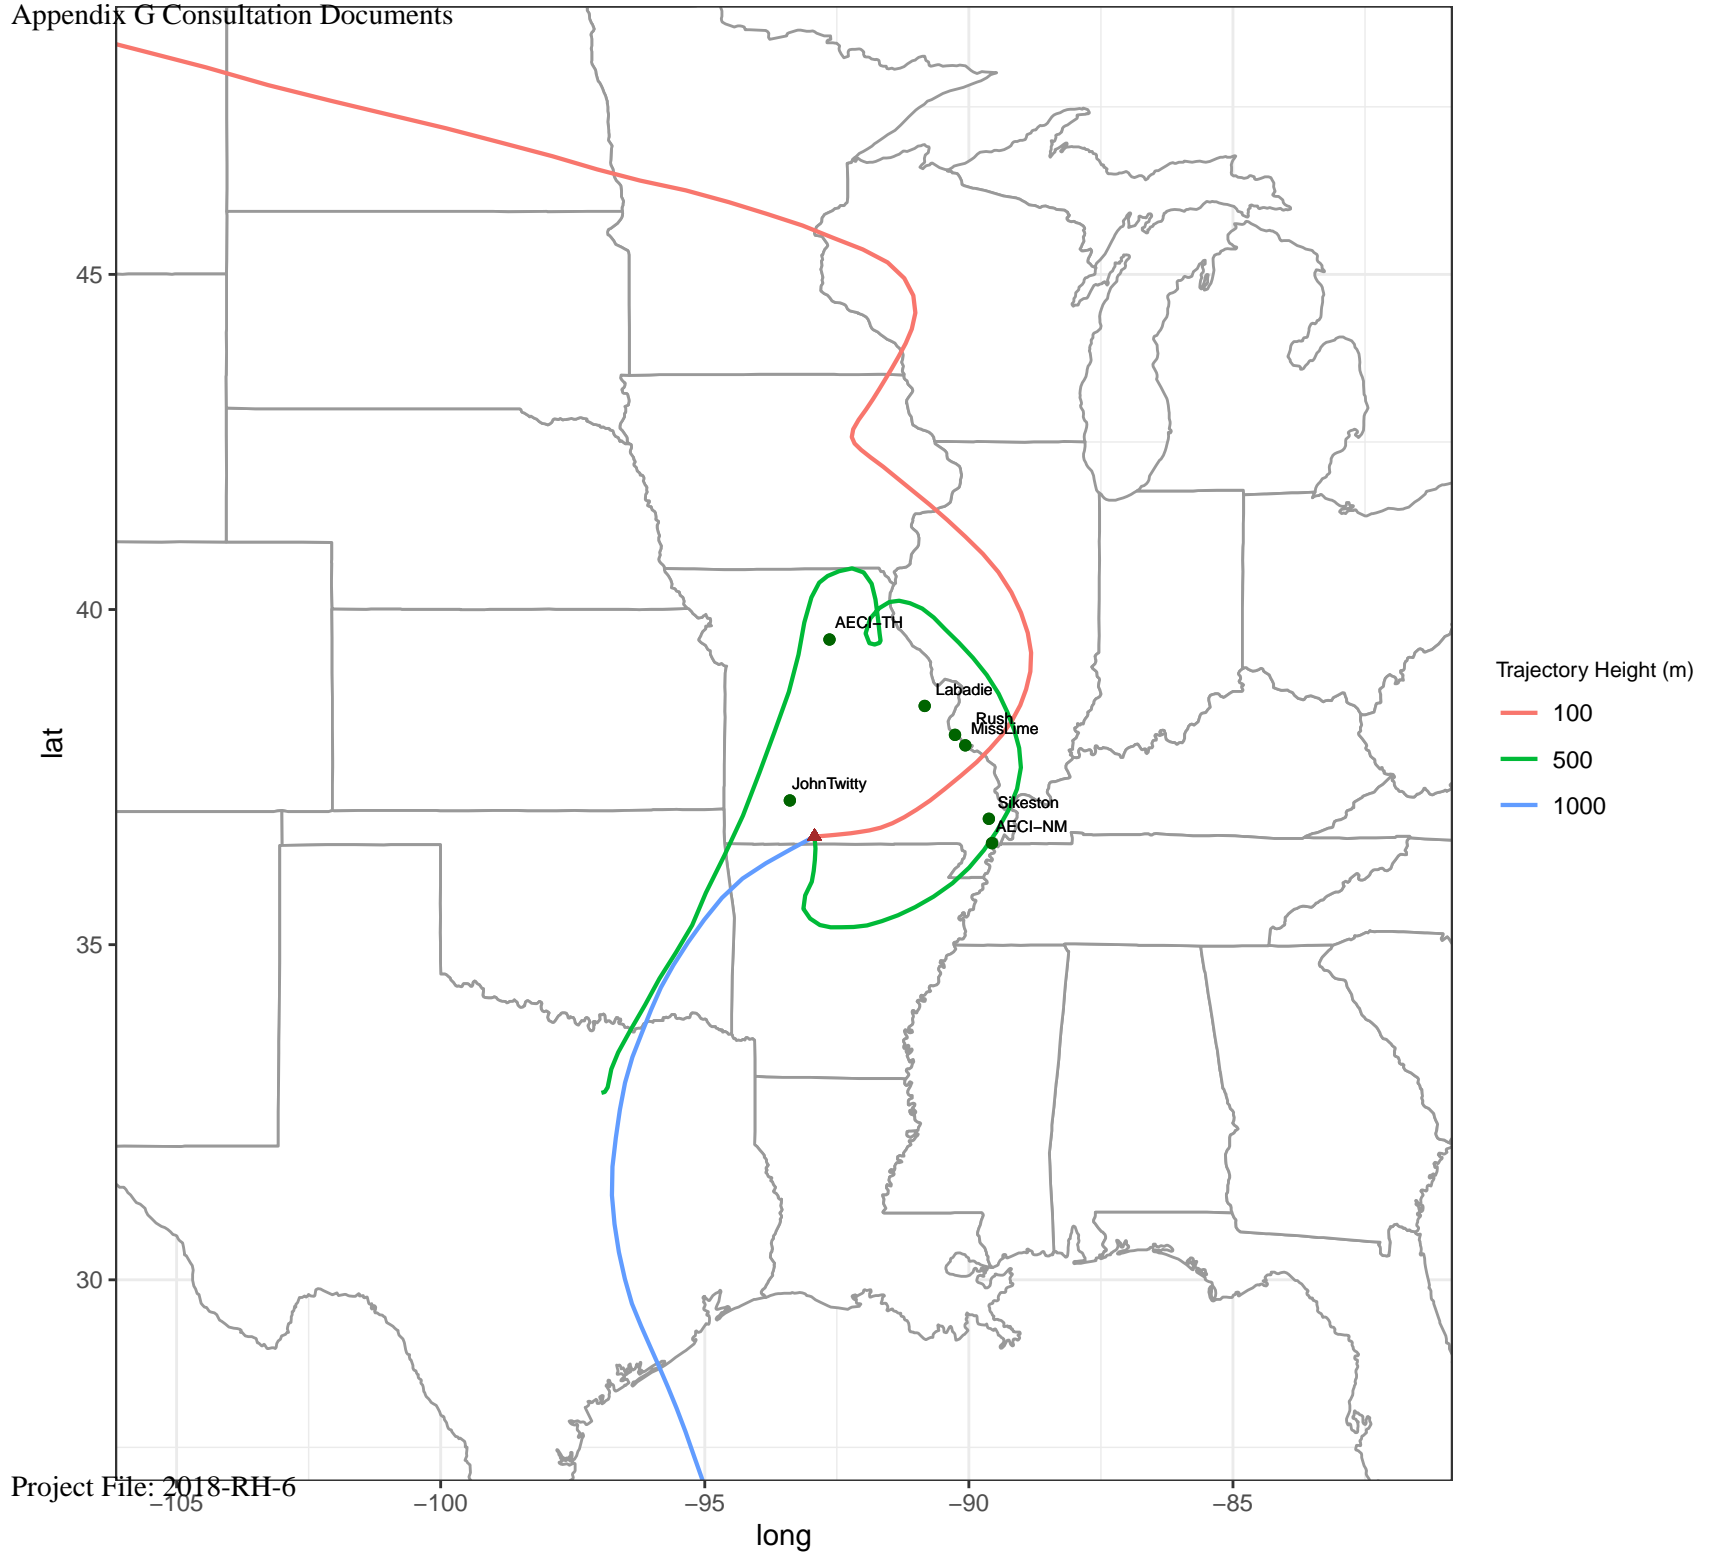 Appendix G Consultation Documents
45
40
35
30
lat
AECI−TH
Labadie
Rush
MissLime
JohnTwitty
Sikeston
AECI−NM
Trajectory Height (m)
100
500
1000
Project File: 2018-RH-6
−105
−100
−95
−90
−85
long